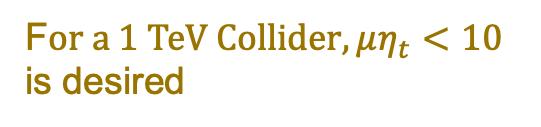 For a 1 TeV Collider, μη_t < 10
is desired